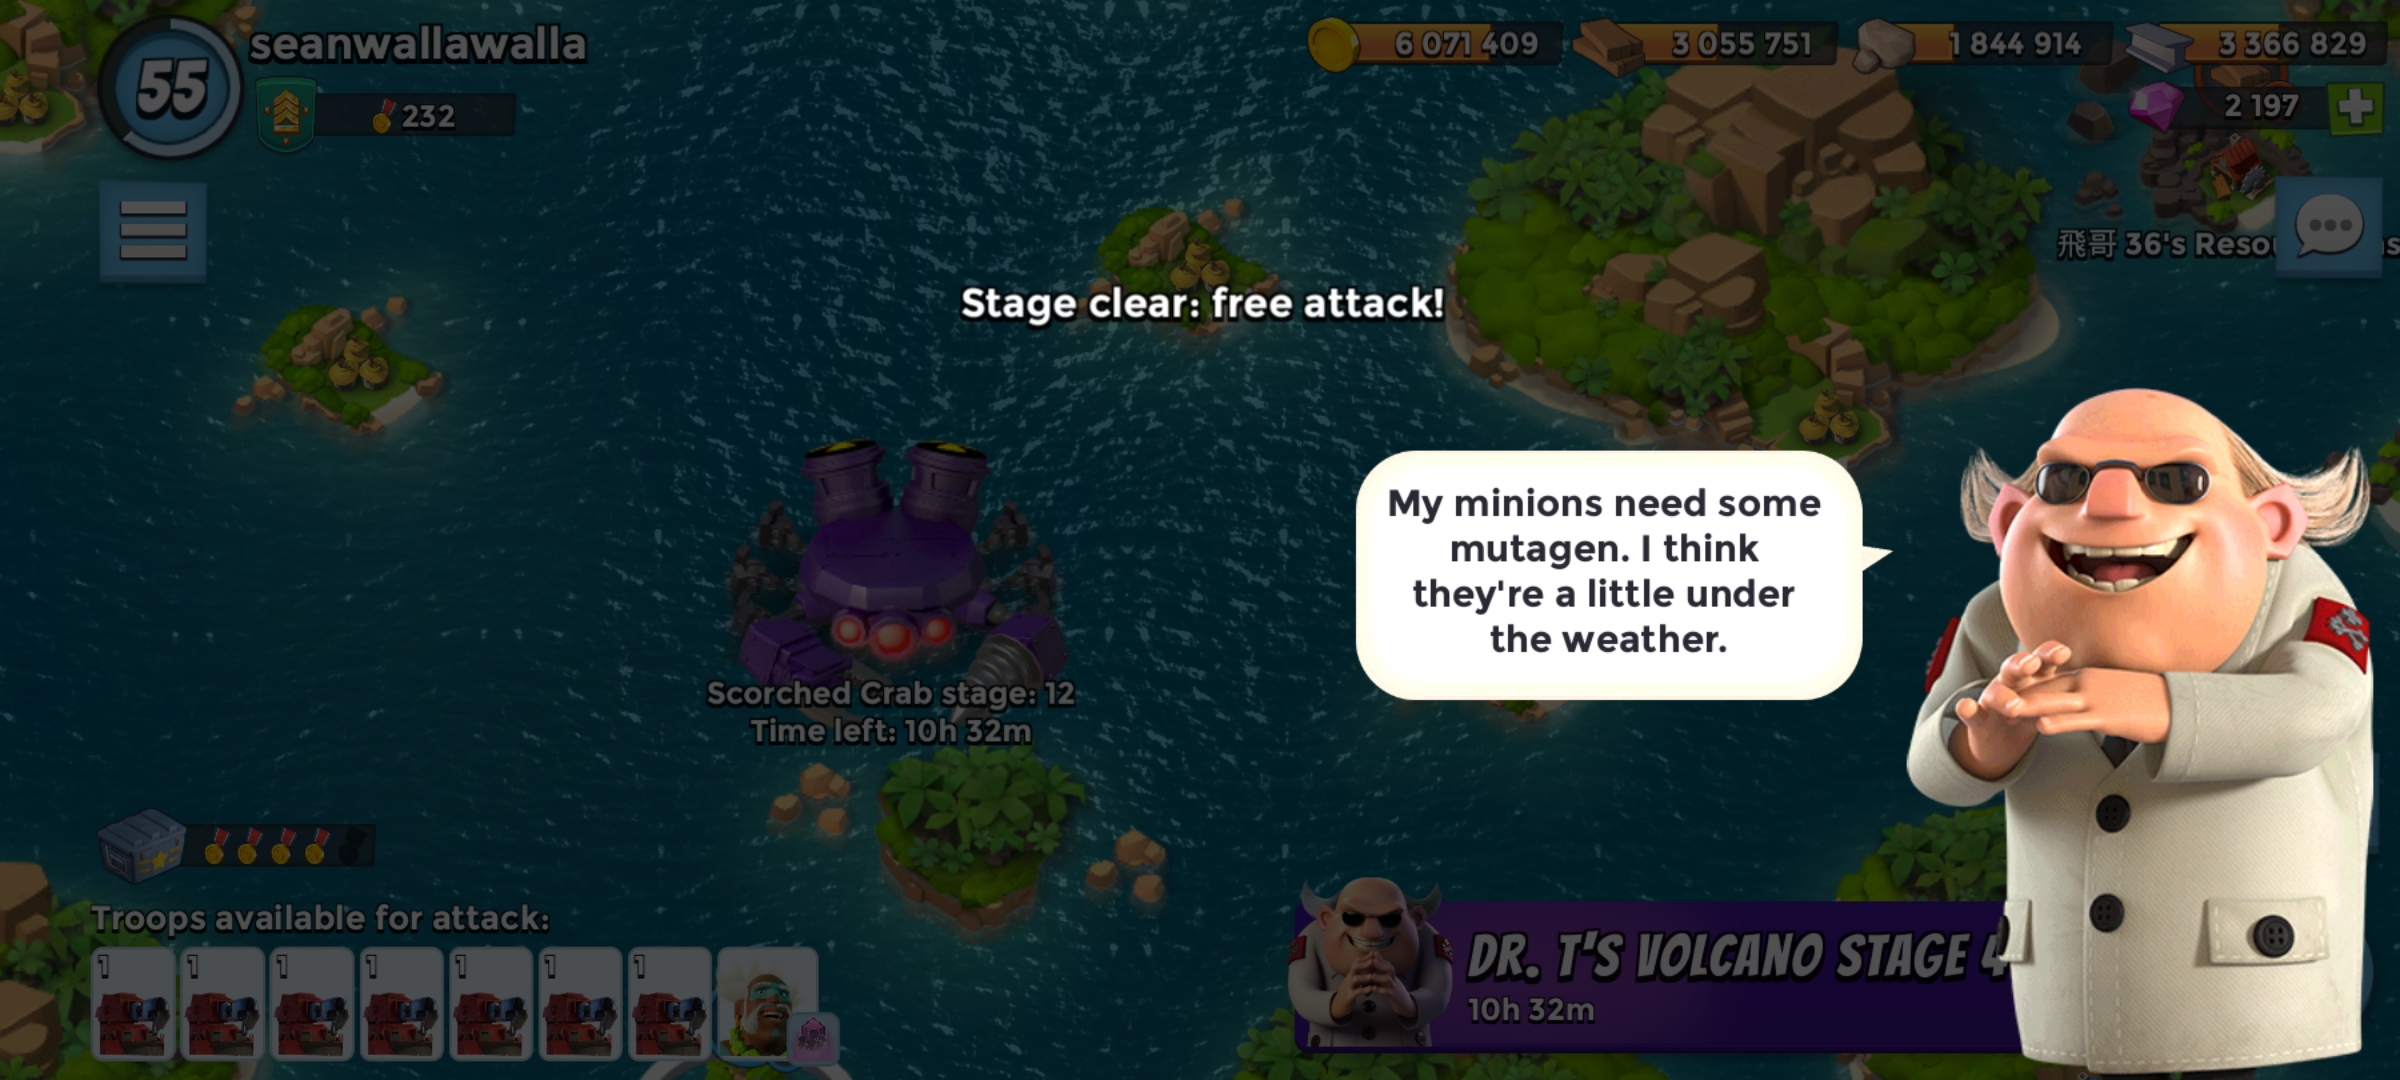 55
seanwallawalla
232
6 071 409
3 055 751
1 844 914
3 366 829
2 197
飛哥 36's Reso
Stage clear: free attack!
My minions need some
mutagen. I think
they're a little under
the weather.
Scorched Crab stage: 12
Time left: 10h 32m
Troops available for attack:
1 1 1 1 1 1 1
DR. T'S VOLCANO STAGE 4
10h 32m